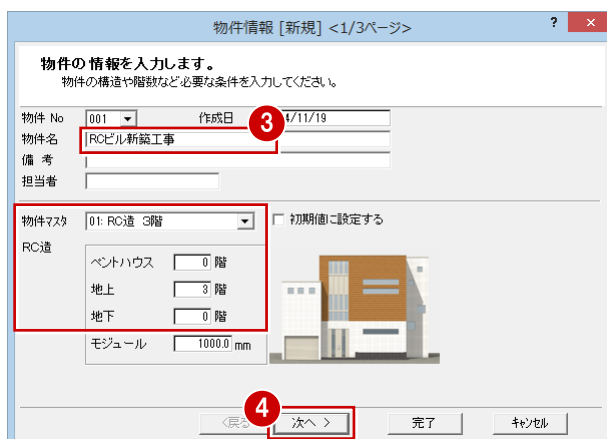 物件情報 [新規] <1/3ページ> ? ×
物件の情報を入力します。
物件の構造や階数など必要な条件を入力してください。
物件 No 001 作成日 4/11/19
3
物件名 RCビル新築工事
備 考
担当者
物件マスタ 01: RC造 3階 初期値に設定する
RC造
ペントハウス 0 階
地上 3 階
地下 0 階
モジュール 1000.0 mm
4
<戻る 次へ > 完了 キャンセル